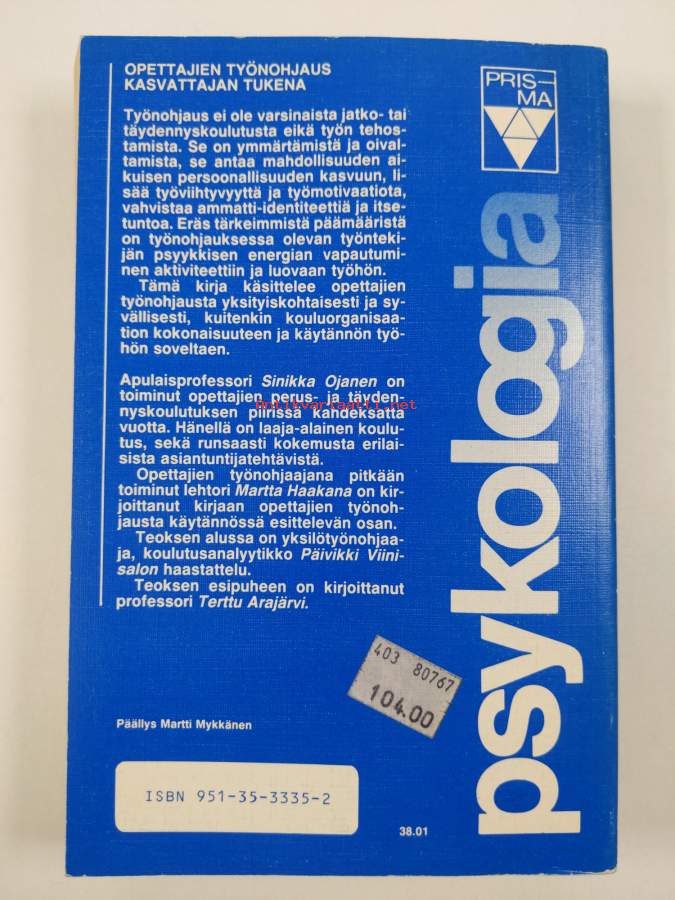 OPETTAJIEN TYÖNOHJAUS
KASVATTAJAN TUKENA
Työnohjaus ei ole varsinaista jatko- tai
täydennyskoulutusta eikä työn tehos-
tamista. Se on ymmärtämistä ja oival-
tamista, se antaa mahdollisuuden ai-
kuisen persoonallisuuden kasvuun, li-
sää työviihtyvyyttä ja työmotivaatiota,
vahvistaa ammatti-identiteettiä ja itse-
tuntoa. Eräs tärkeimmistä päämääristä
on työnohjauksessa olevan työnteki-
jän psyykkisen energian vapautumi-
nen aktiviteettiin ja luovaan työhön.
Tämä kirja käsittelee opettajien
työnohjausta yksityiskohtaisesti ja sy-
vällisesti, kuitenkin kouluorganisaa-
tion kokonaisuuteen ja käytännön työ-
hön soveltaen.
Apulaisprofessori Sinikka Ojanen on
toiminut opettajien perus- ja täyden-
nyskoulutuksen piirissä kahdeksatta
vuotta. Hänellä on laaja-alainen koulu-
tus, sekä runsaasti kokemusta erilai-
sista asiantuntijatehtävistä.
Opettajien työnohjaajana pitkään
toiminut lehtori Martta Haakana on kir-
joittanut kirjaan opettajien työnoh-
jausta käytännössä esittelevän osan.
Teoksen alussa on yksilötyönohjaa-
ja, koulutusanalyytikko Päivikki Viini-
salon haastattelu.
Teoksen esipuheen on kirjoittanut
professori Terttu Arajärvi.
antikvariaatti.net
PRIS-
MA
psykologia
403 80767
104.00
Päällys Martti Mykkänen
ISBN 951-35-3335-2
38.01